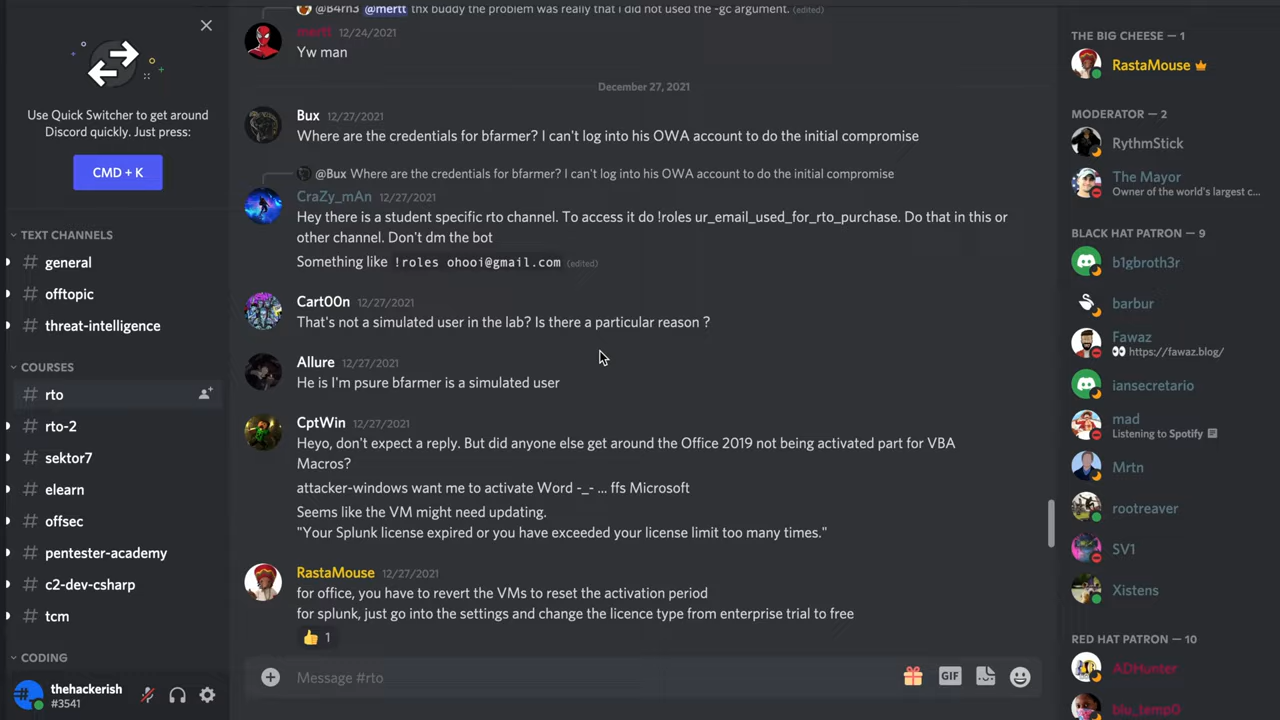 Use Quick Switcher to get around
Discord quickly. Just press:
CMD + K
TEXT CHANNELS
# general
# offtopic
# threat-intelligence
COURSES
# rto
# rto-2
# sektor7
# elearn
# offsec
# pentester-academy
# c2-dev-csharp
# tcm
CODING
thehackerish
#3541
@B4rn3 @mertt thnx buddy the problem was really that i did not used the -gc argument. (edited)
mertt 12/24/2021
Yw man
December 27, 2021
Bux 12/27/2021
Where are the credentials for bfarmer? I can't log into his OWA account to do the initial compromise
@Bux Where are the credentials for bfarmer? I can't log into his OWA account to do the initial compromise
CraZy_mAn 12/27/2021
Hey there is a student specific rto channel. To access it do !roles ur_email_used_for_rto_purchase. Do that in this or
other channel. Don't dm the bot
Something like !roles ohooi@gmail.com (edited)
Cart00n 12/27/2021
That's not a simulated user in the lab? Is there a particular reason ?
Allure 12/27/2021
He is I'm psure bfarmer is a simulated user
CptWin 12/27/2021
Heyo, don't expect a reply. But did anyone else get around the Office 2019 not being activated part for VBA
Macros?
attacker-windows want me to activate Word -_- ... ffs Microsoft
Seems like the VM might need updating.
"Your Splunk license expired or you have exceeded your license limit too many times."
RastaMouse 12/27/2021
for office, you have to revert the VMs to reset the activation period
for splunk, just go into the settings and change the licence type from enterprise trial to free
👍 1
Message #rto
GIF
THE BIG CHEESE — 1
RastaMouse
MODERATOR — 2
RythmStick
The Mayor
Owner of the world's largest c...
BLACK HAT PATRON — 9
b1gbroth3r
barbur
Fawaz
👀 https://fawaz.blog/
iansecretario
mad
Listening to Spotify
Mrtn
rootreaver
SV1
Xistens
RED HAT PATRON — 10
ADHunter
blu_temp0